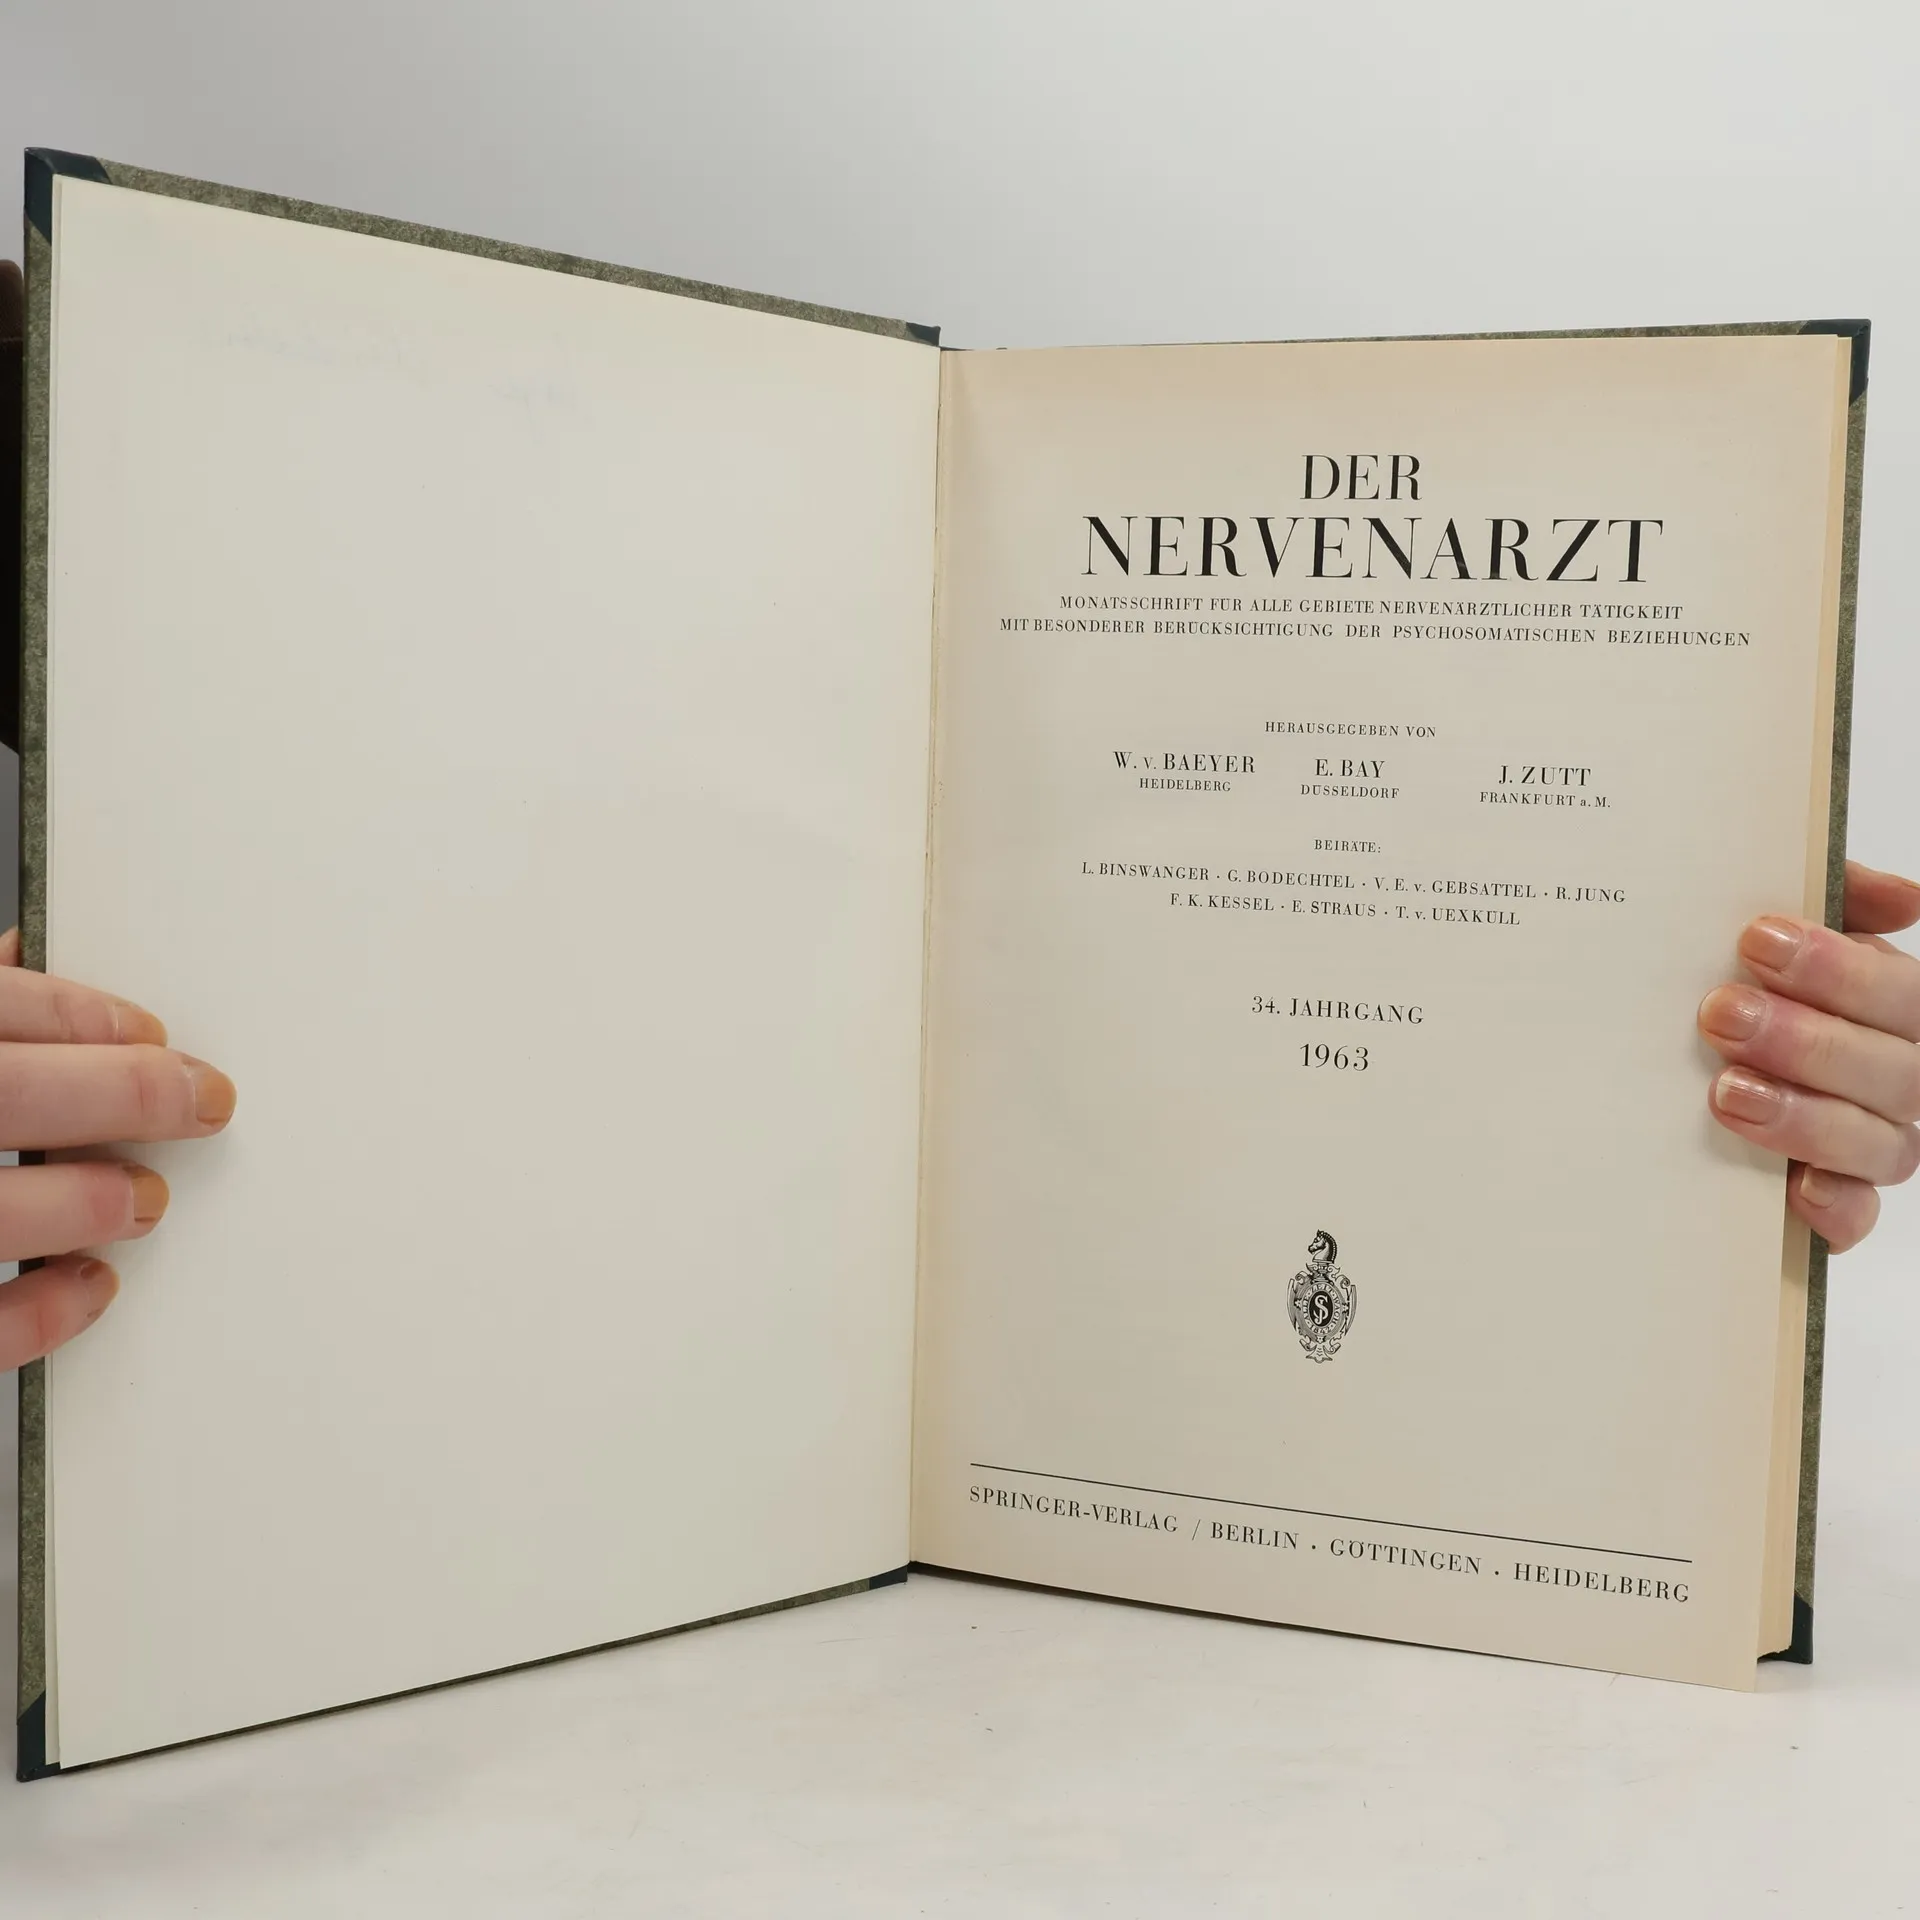 DER
NERVENARZT
MONATSSCHRIFT FÜR ALLE GEBIETE NERVENÄRZTLICHER TÄTIGKEIT
MIT BESONDERER BERÜCKSICHTIGUNG DER PSYCHOSOMATISCHEN BEZIEHUNGEN
HERAUSGEGEBEN VON
W. v. BAEYER E. BAY J. ZUTT
HEIDELBERG DÜSSELDORF FRANKFURT a. M.
BEIRÄTE:
L. BINSWANGER · G. BODECHTEL · V. E. v. GEBSATTEL · R. JUNG
F. K. KESSEL · E. STRAUS · T. v. UEXKÜLL
34. JAHRGANG
1963
SPRINGER-VERLAG / BERLIN · GÖTTINGEN · HEIDELBERG